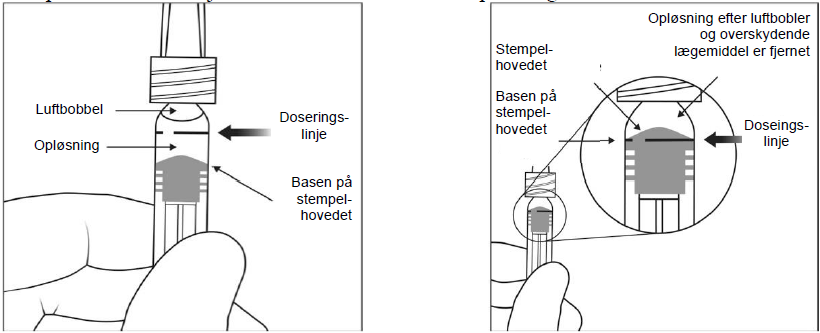 Luftbobbel
Doserings-
linje
Opløsning
Basen på
stempel-
hovedet
Opløsning efter luftbobler
og overskydende
lægemiddel er fjernet
Stempel-
hovedet
Basen på
stempel-
hovedet
Doseings-
linje